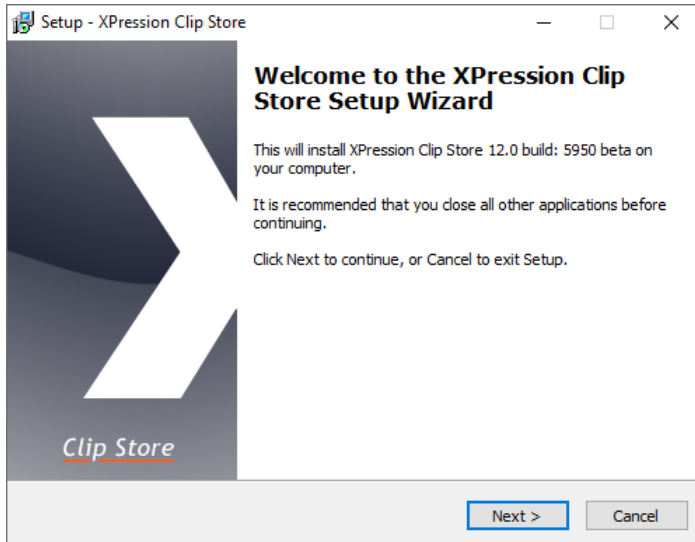 Setup - XPression Clip Store
Welcome to the XPression Clip
Store Setup Wizard
This will install XPression Clip Store 12.0 build: 5950 beta on
your computer.
It is recommended that you close all other applications before
continuing.
Click Next to continue, or Cancel to exit Setup.
Clip Store
Next >
Cancel